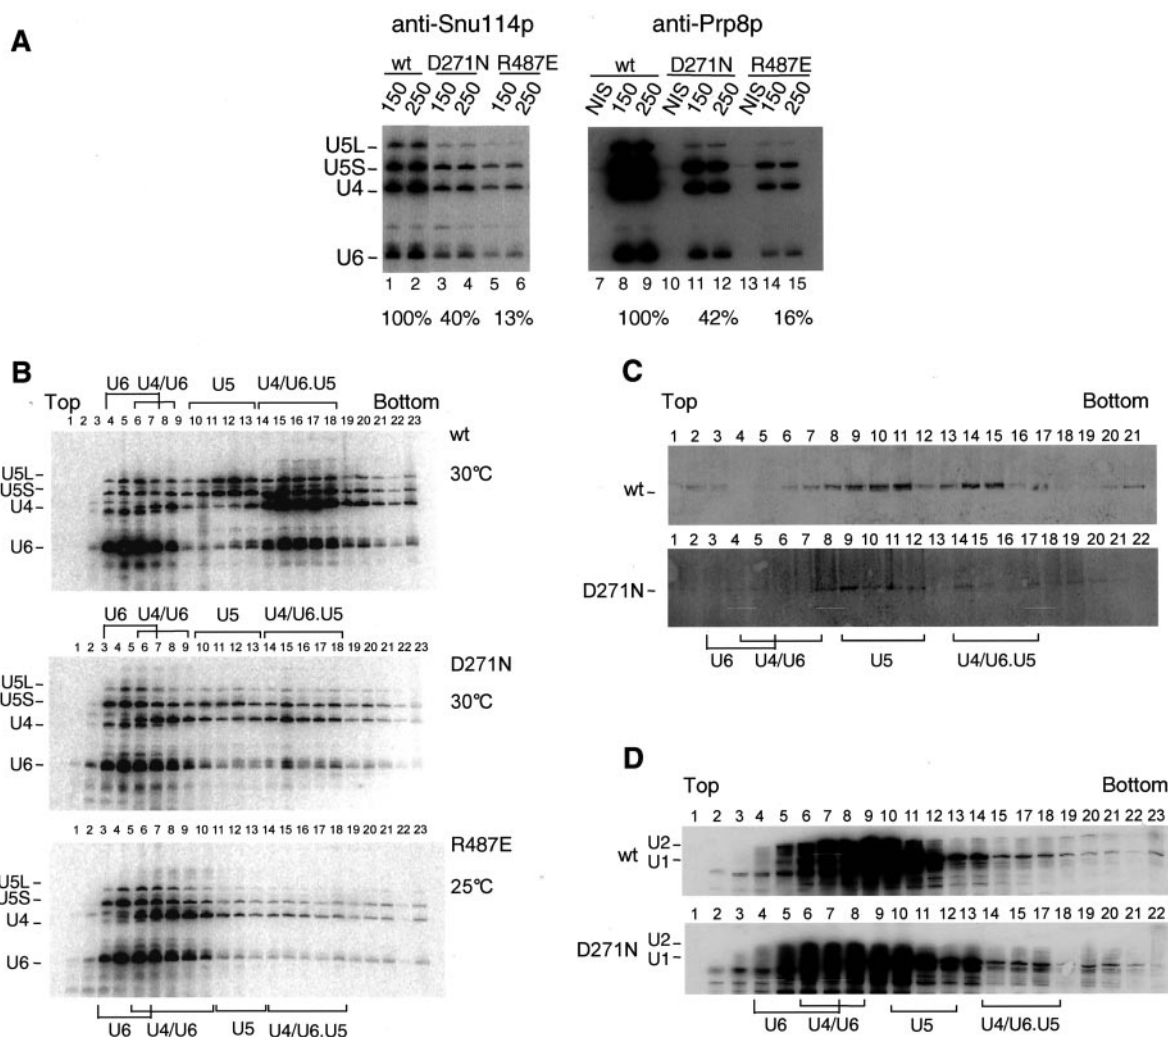 A
anti-Snu114p anti-Prp8p
wt D271N R487E wt D271N R487E
150 250 150 250 150 250 NIS 150 250 NIS 150 250 NIS 150 250
U5L
U5S
U4
U6
1 2 3 4 5 6 7 8 9 10 11 12 13 14 15
100% 40% 13% 100% 42% 16%
B
U6 U4/U6 U5 U4/U6.U5
Top Bottom
1 2 3 4 5 6 7 8 9 10 11 12 13 14 15 16 17 18 19 20 21 22 23
wt
30°C
U5L
U5S
U4
U6
U6 U4/U6 U5 U4/U6.U5
1 2 3 4 5 6 7 8 9 10 11 12 13 14 15 16 17 18 19 20 21 22 23
D271N
30°C
U5L
U5S
U4
U6
1 2 3 4 5 6 7 8 9 10 11 12 13 14 15 16 17 18 19 20 21 22 23
R487E
25°C
U5L
U5S
U4
U6
U6 U4/U6 U5 U4/U6.U5
C
Top Bottom
1 2 3 4 5 6 7 8 9 10 11 12 13 14 15 16 17 18 19 20 21
wt
1 2 3 4 5 6 7 8 9 10 11 12 13 14 15 16 17 18 19 20 21 22
D271N
U6 U4/U6 U5 U4/U6.U5
D
Top Bottom
1 2 3 4 5 6 7 8 9 10 11 12 13 14 15 16 17 18 19 20 21 22 23
U2
wt U1
1 2 3 4 5 6 7 8 9 10 11 12 13 14 15 16 17 18 19 20 21 22 23
U2
D271N U1
U6 U4/U6 U5 U4/U6.U5